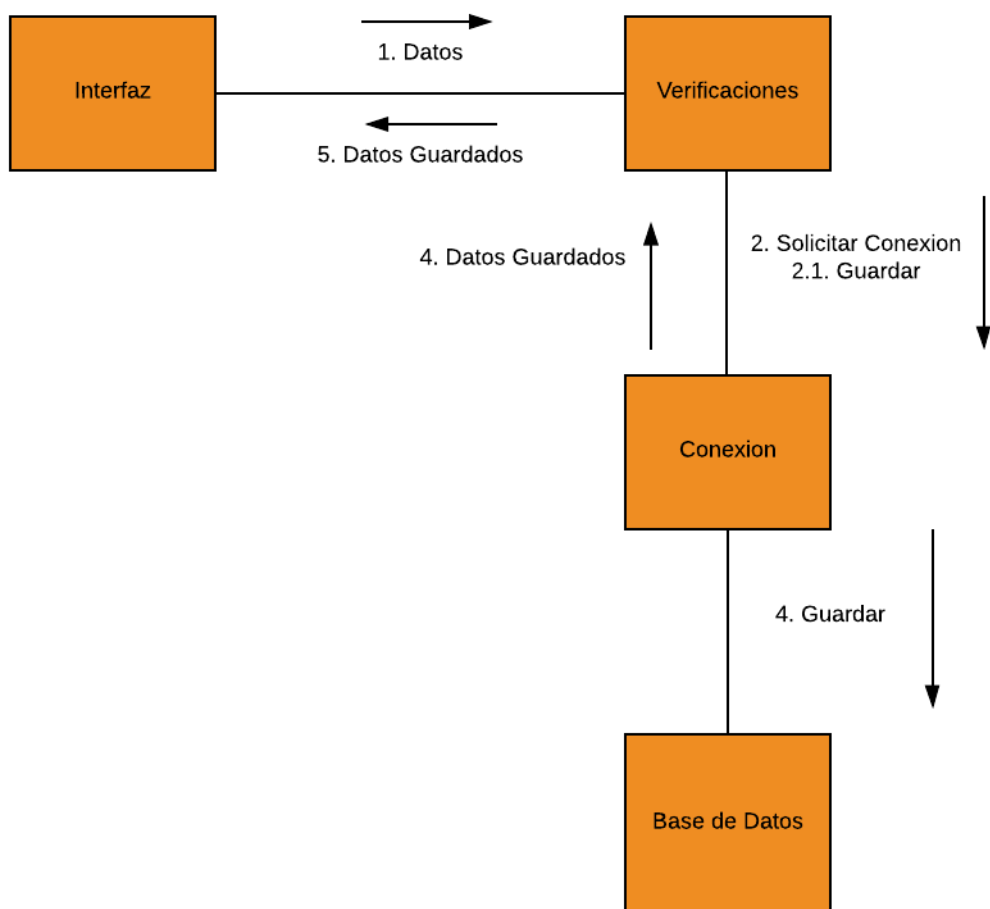 1. Datos
Interfaz
Verificaciones
5. Datos Guardados
4. Datos Guardados
2. Solicitar Conexion
2.1. Guardar
Conexion
4. Guardar
Base de Datos